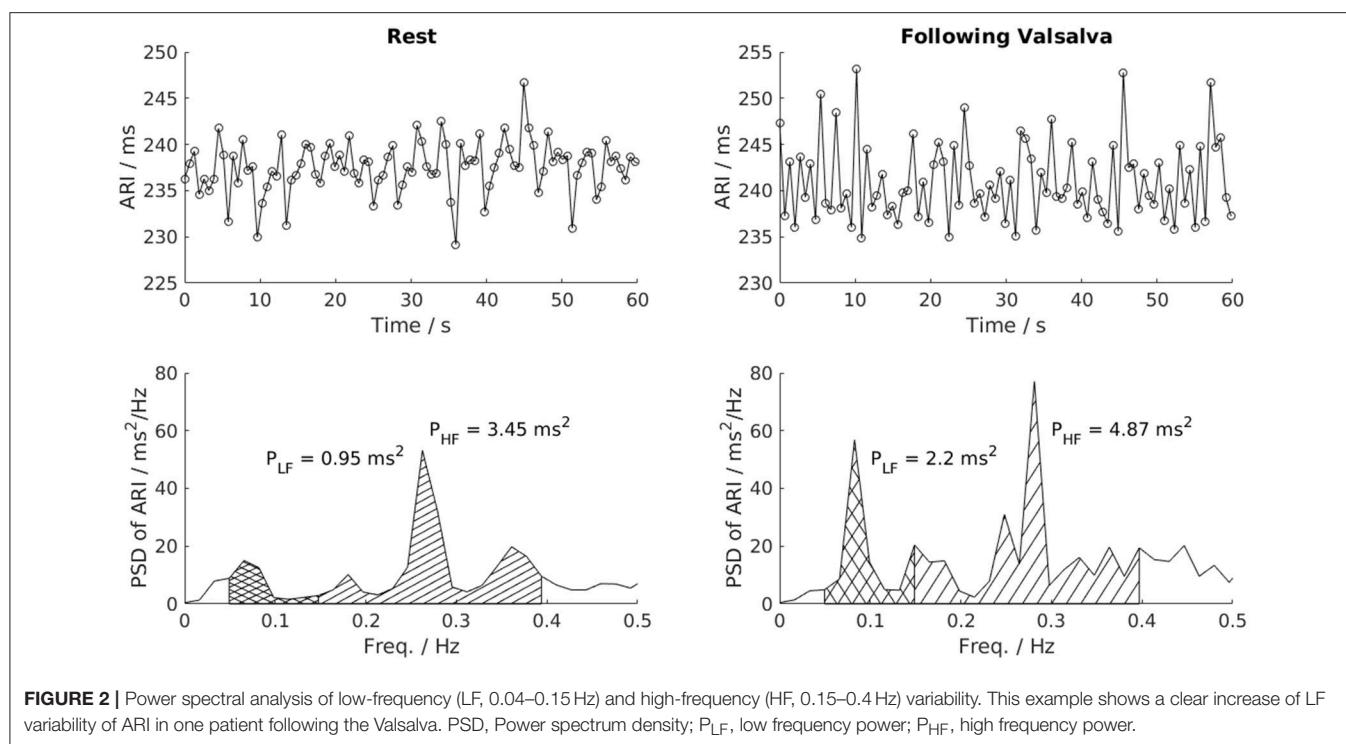 Rest
Following Valsalva
250
245
240
235
230
225
ARI / ms
0 10 20 30 40 50 60
Time / s
255
250
245
240
235
230
ARI / ms
0 10 20 30 40 50 60
Time / s
80
60
40
20
0
PSD of ARI / ms²/Hz
P_LF = 0.95 ms²
P_HF = 3.45 ms²
0 0.1 0.2 0.3 0.4 0.5
Freq. / Hz
80
60
40
20
0
PSD of ARI / ms²/Hz
P_LF = 2.2 ms²
P_HF = 4.87 ms²
0 0.1 0.2 0.3 0.4 0.5
Freq. / Hz
FIGURE 2 | Power spectral analysis of low-frequency (LF, 0.04–0.15 Hz) and high-frequency (HF, 0.15–0.4 Hz) variability. This example shows a clear increase of LF
variability of ARI in one patient following the Valsalva. PSD, Power spectrum density; P_LF, low frequency power; P_HF, high frequency power.